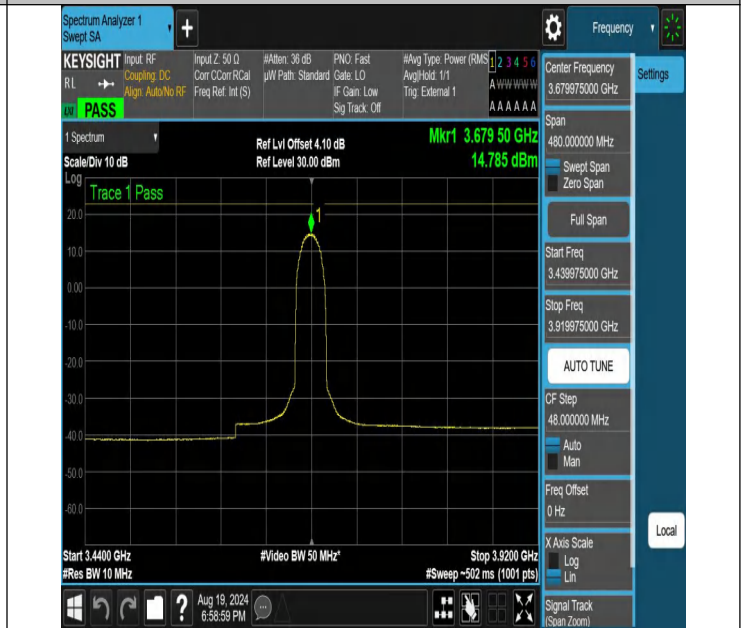 Spectrum Analyzer 1
Swept SA
+
Frequency
KEYSIGHT
RL
PASS
Input: RF
Coupling: DC
Align: Auto/No RF
Input Z: 50 Ω
Corr CCorr RCal
Freq Ref: Int (S)
#Atten: 36 dB
µW Path: Standard
PNO: Fast
Gate: LO
IF Gain: Low
Sig Track: Off
#Avg Type: Power (RMS
Avg|Hold: 1/1
Trig: External 1
1 2 3 4 5 6
A W W W W W
A A A A A A
Center Frequency
3.679975000 GHz
Settings
1 Spectrum
Scale/Div 10 dB
Ref Lvl Offset 4.10 dB
Ref Level 30.00 dBm
Mkr1 3.679 50 GHz
14.785 dBm
Span
480.000000 MHz
Swept Span
Zero Span
Full Span
Start Freq
3.439975000 GHz
Stop Freq
3.919975000 GHz
AUTO TUNE
CF Step
48.000000 MHz
Auto
Man
Freq Offset
0 Hz
X Axis Scale
Log
Lin
Signal Track
(Span Zoom)
Local
Log
Trace 1 Pass
1
20.0
10.0
0.00
-10.0
-20.0
-30.0
-40.0
-50.0
-60.0
Start 3.4400 GHz
#Res BW 10 MHz
#Video BW 50 MHz*
Stop 3.9200 GHz
#Sweep ~502 ms (1001 pts)
?
Aug 19, 2024
6:58:59 PM